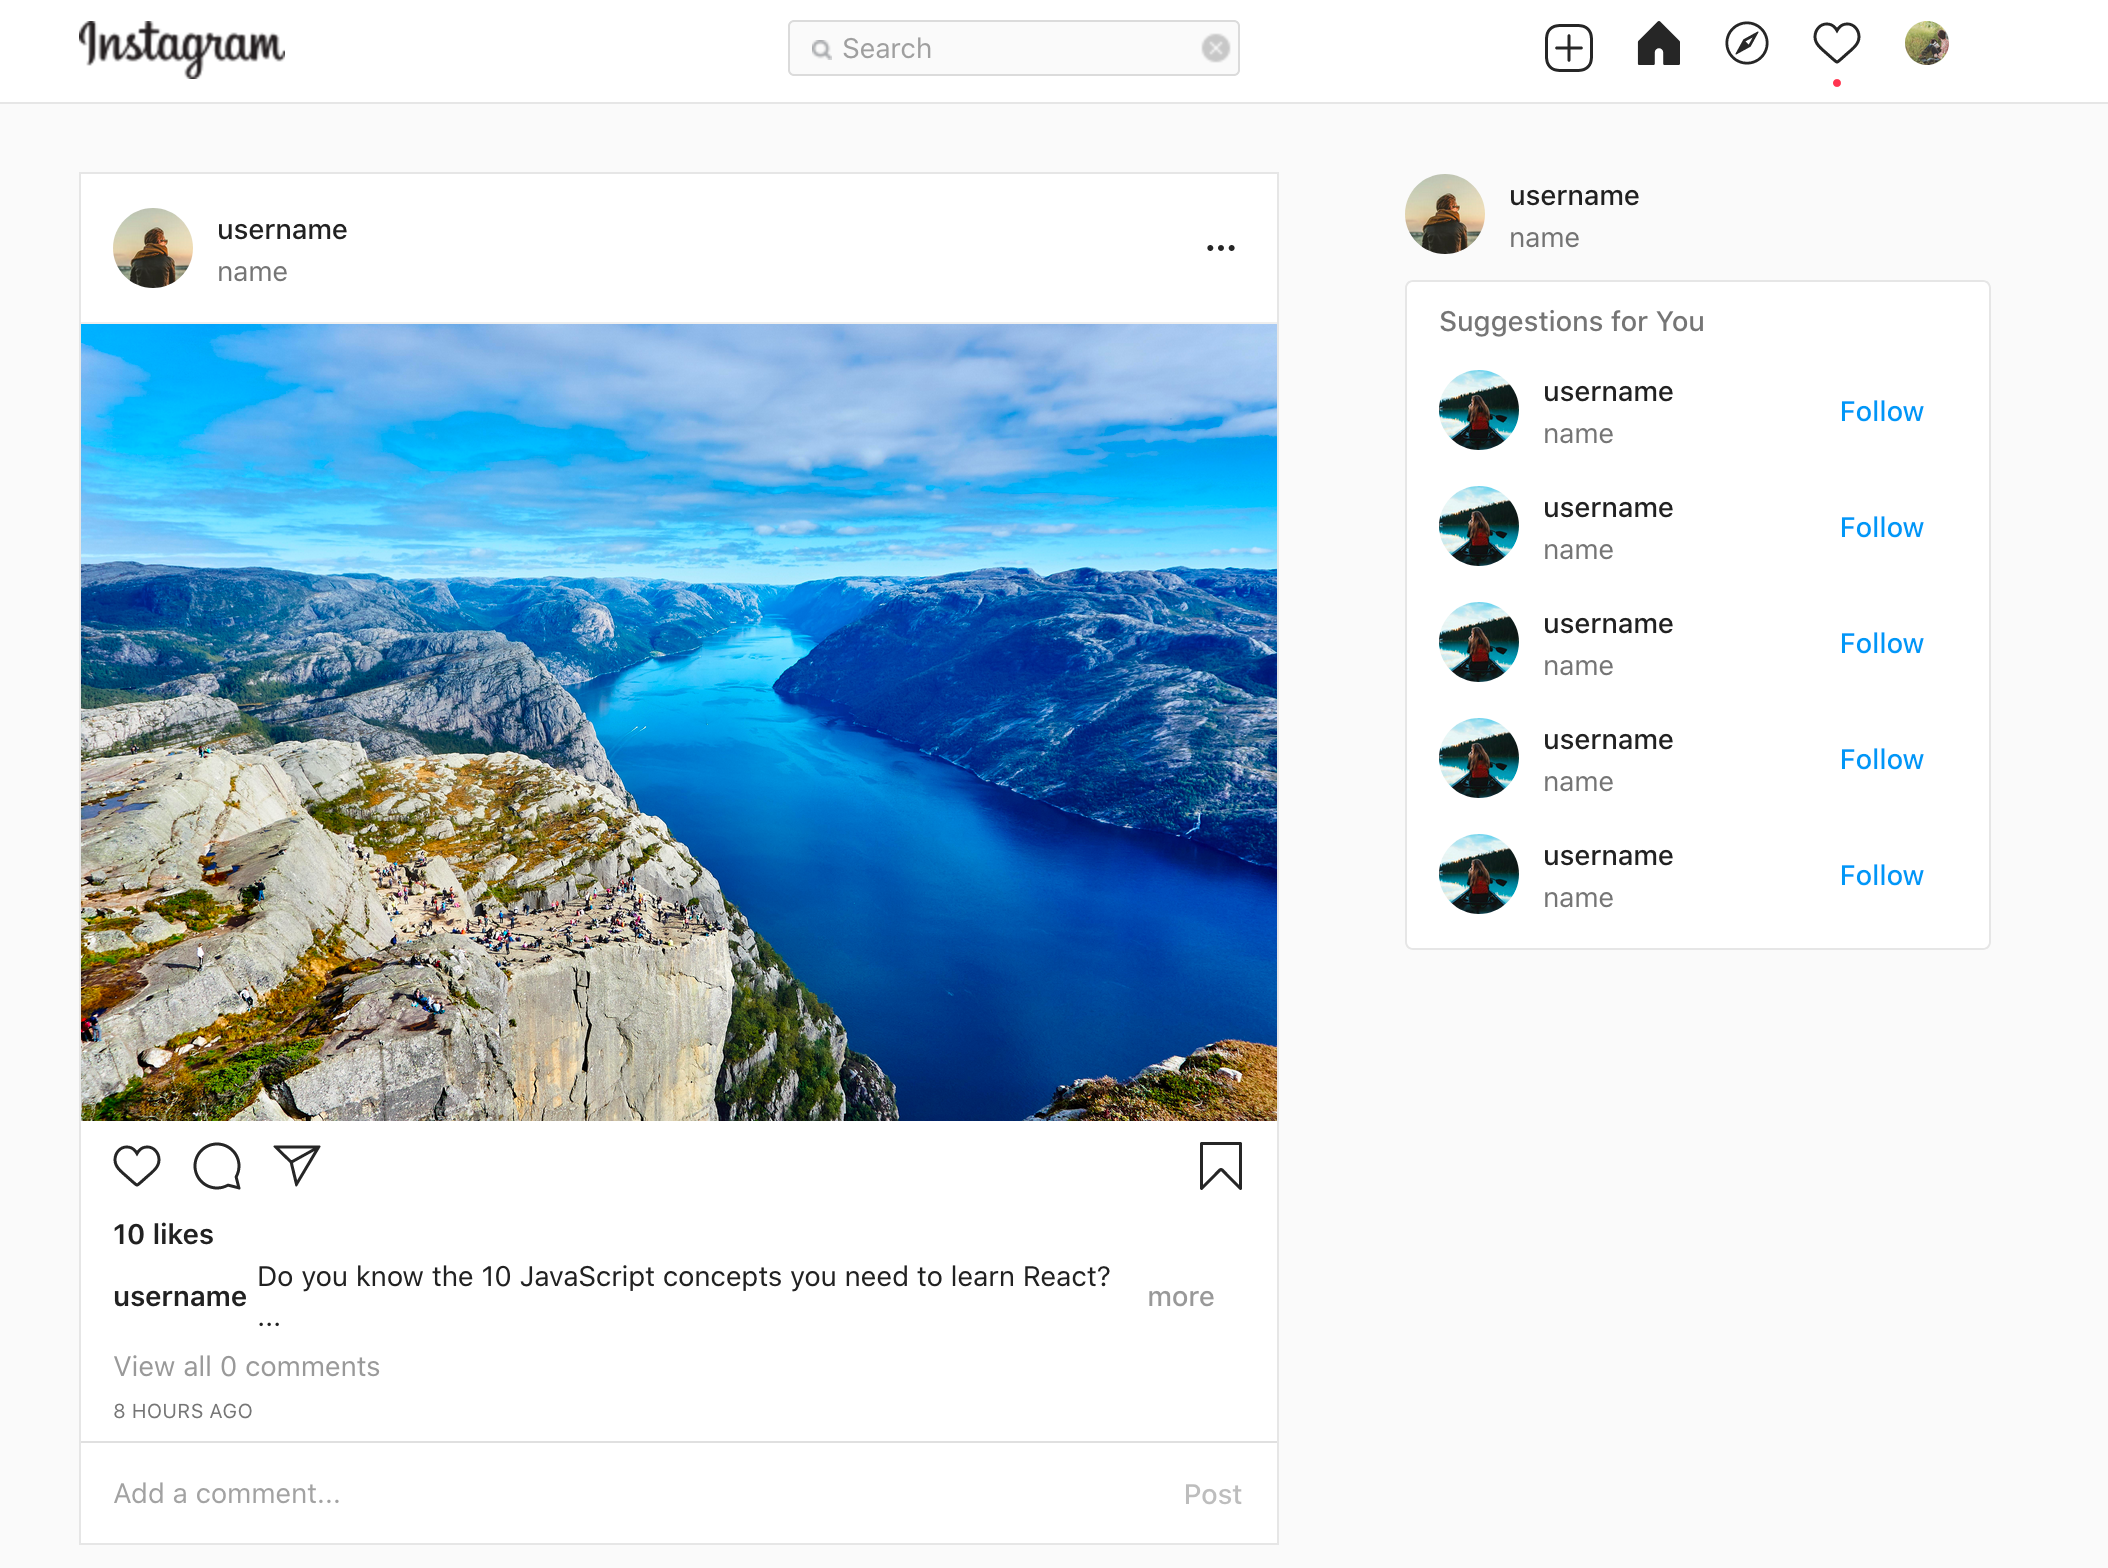 Instagram
Search
username
name
username
name
Suggestions for You
username
name
Follow
username
name
Follow
username
name
Follow
username
name
Follow
username
name
Follow
10 likes
username Do you know the 10 JavaScript concepts you need to learn React? more
...
View all 0 comments
8 HOURS AGO
Add a comment...
Post